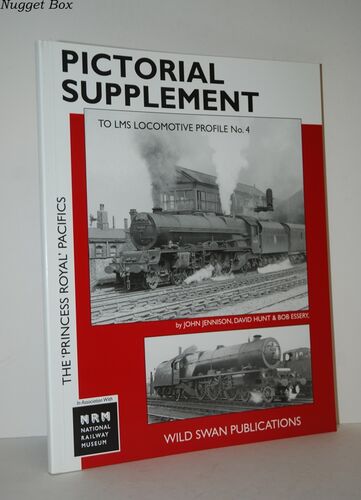 Nugget Box
PICTORIAL
SUPPLEMENT
TO LMS LOCOMOTIVE PROFILE No. 4
THE 'PRINCESS ROYAL' PACIFICS
by JOHN JENNISON, DAVID HUNT & BOB ESSERY,
In Association With
NRM
NATIONAL
RAILWAY
MUSEUM
WILD SWAN PUBLICATIONS